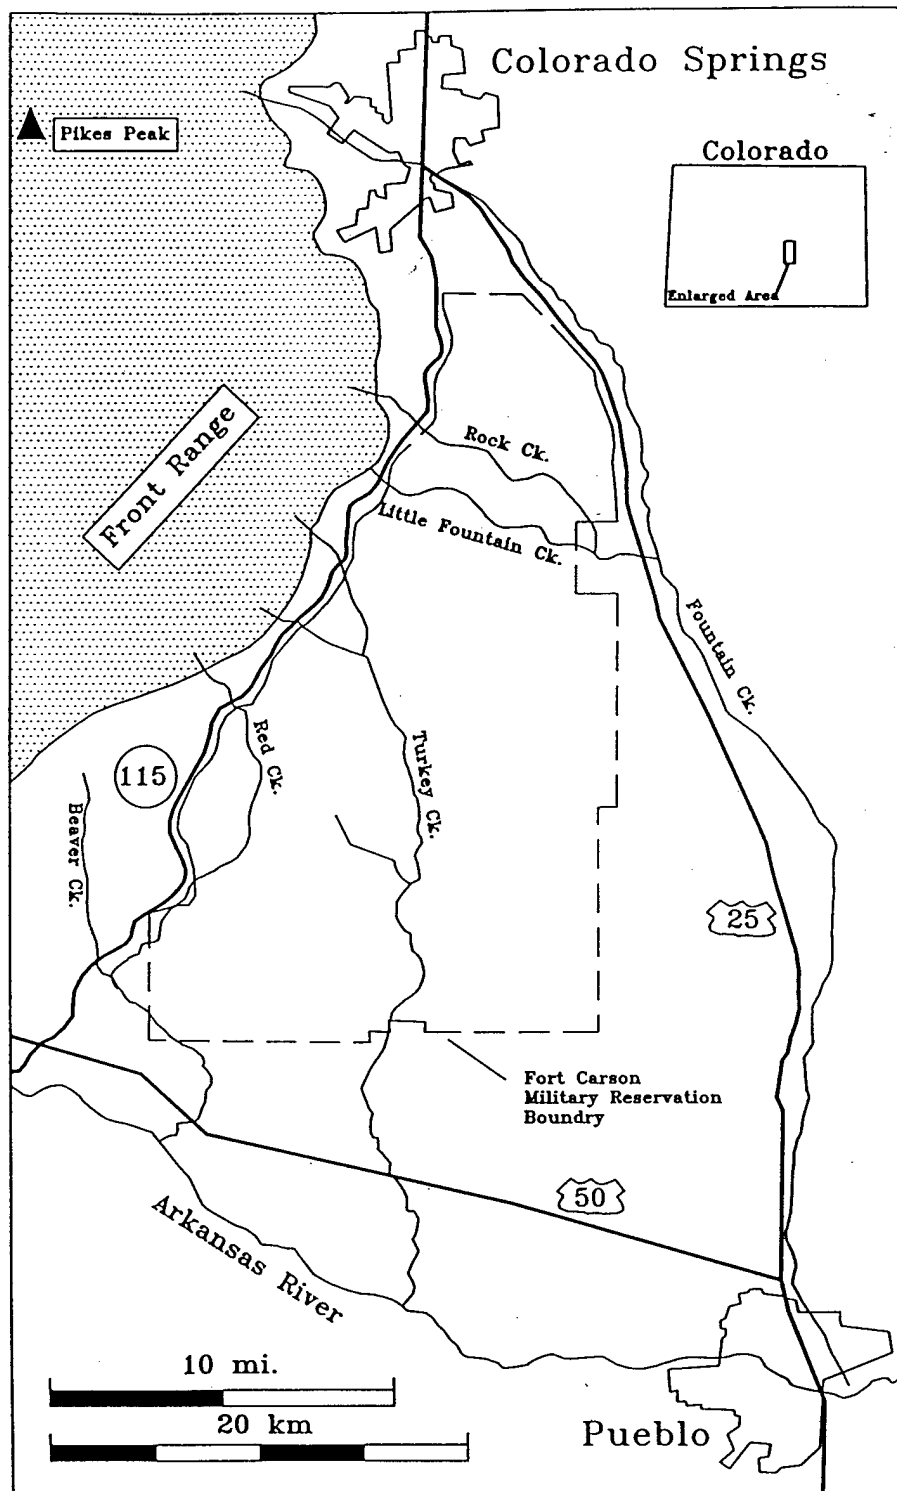 Colorado Springs
Pikes Peak
Colorado
Enlarged Area
Front Range
Rock Ck.
Little Fountain Ck.
Fountain Ck.
Red Ck.
Turkey Ck.
115
Beaver Ck.
25
Fort Carson
Military Reservation
Boundry
50
Arkansas River
10 mi.
20 km
Pueblo